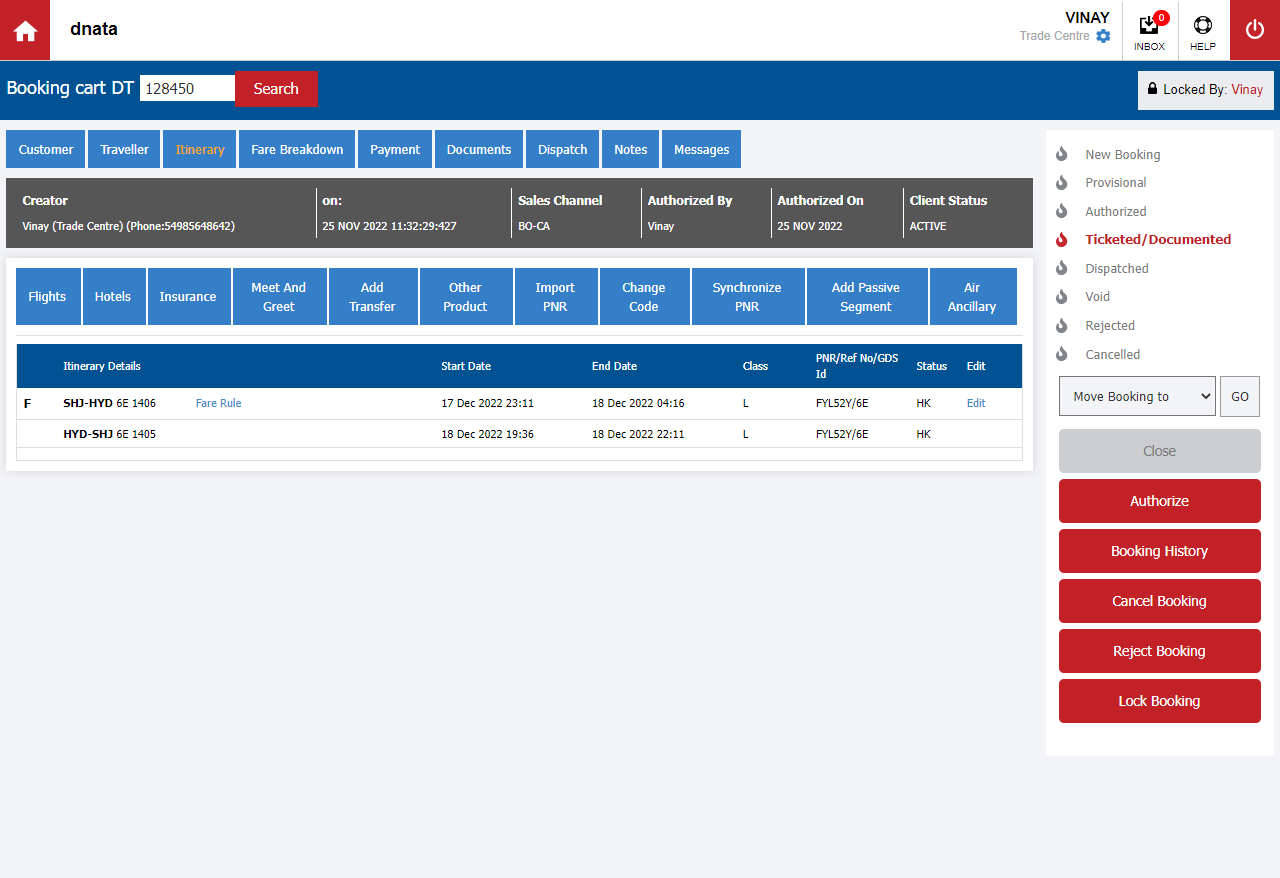 dnata
VINAY
Trade Centre
0
INBOX
HELP
Booking cart DT 128450 Search
Locked By: Vinay
Customer Traveller Itinerary Fare Breakdown Payment Documents Dispatch Notes Messages
Creator on: Sales Channel Authorized By Authorized On Client Status
Vinay (Trade Centre) (Phone:54985648642) 25 NOV 2022 11:32:29:427 BO-CA Vinay 25 NOV 2022 ACTIVE
Flights Hotels Insurance Meet And Greet Add Transfer Other Product Import PNR Change Code Synchronize PNR Add Passive Segment Air Ancillary
Itinerary Details Start Date End Date Class PNR/Ref No/GDS Id Status Edit
F SHJ-HYD 6E 1406 Fare Rule 17 Dec 2022 23:11 18 Dec 2022 04:16 L FYL52Y/6E HK Edit
HYD-SHJ 6E 1405 18 Dec 2022 19:36 18 Dec 2022 22:11 L FYL52Y/6E HK
New Booking
Provisional
Authorized
Ticketed/Documented
Dispatched
Void
Rejected
Cancelled
Move Booking to GO
Close
Authorize
Booking History
Cancel Booking
Reject Booking
Lock Booking